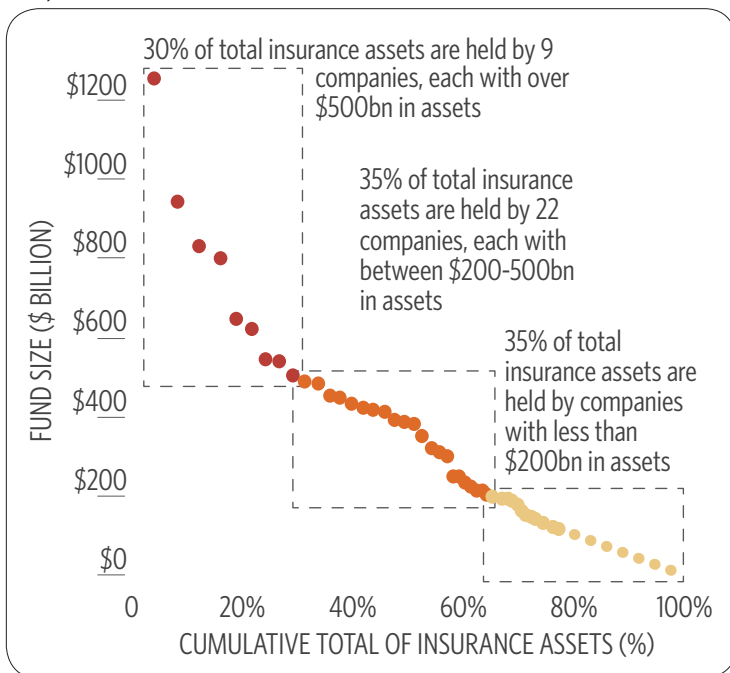 30% of total insurance assets are held by 9
companies, each with over
$500bn in assets
35% of total insurance
assets are held by 22
companies, each with
between $200-500bn
in assets
35% of total
insurance assets are
held by companies
with less than
$200bn in assets
FUND SIZE ($ BILLION)
$1200
$1000
$800
$600
$400
$200
$0
0 20% 40% 60% 80% 100%
CUMULATIVE TOTAL OF INSURANCE ASSETS (%)